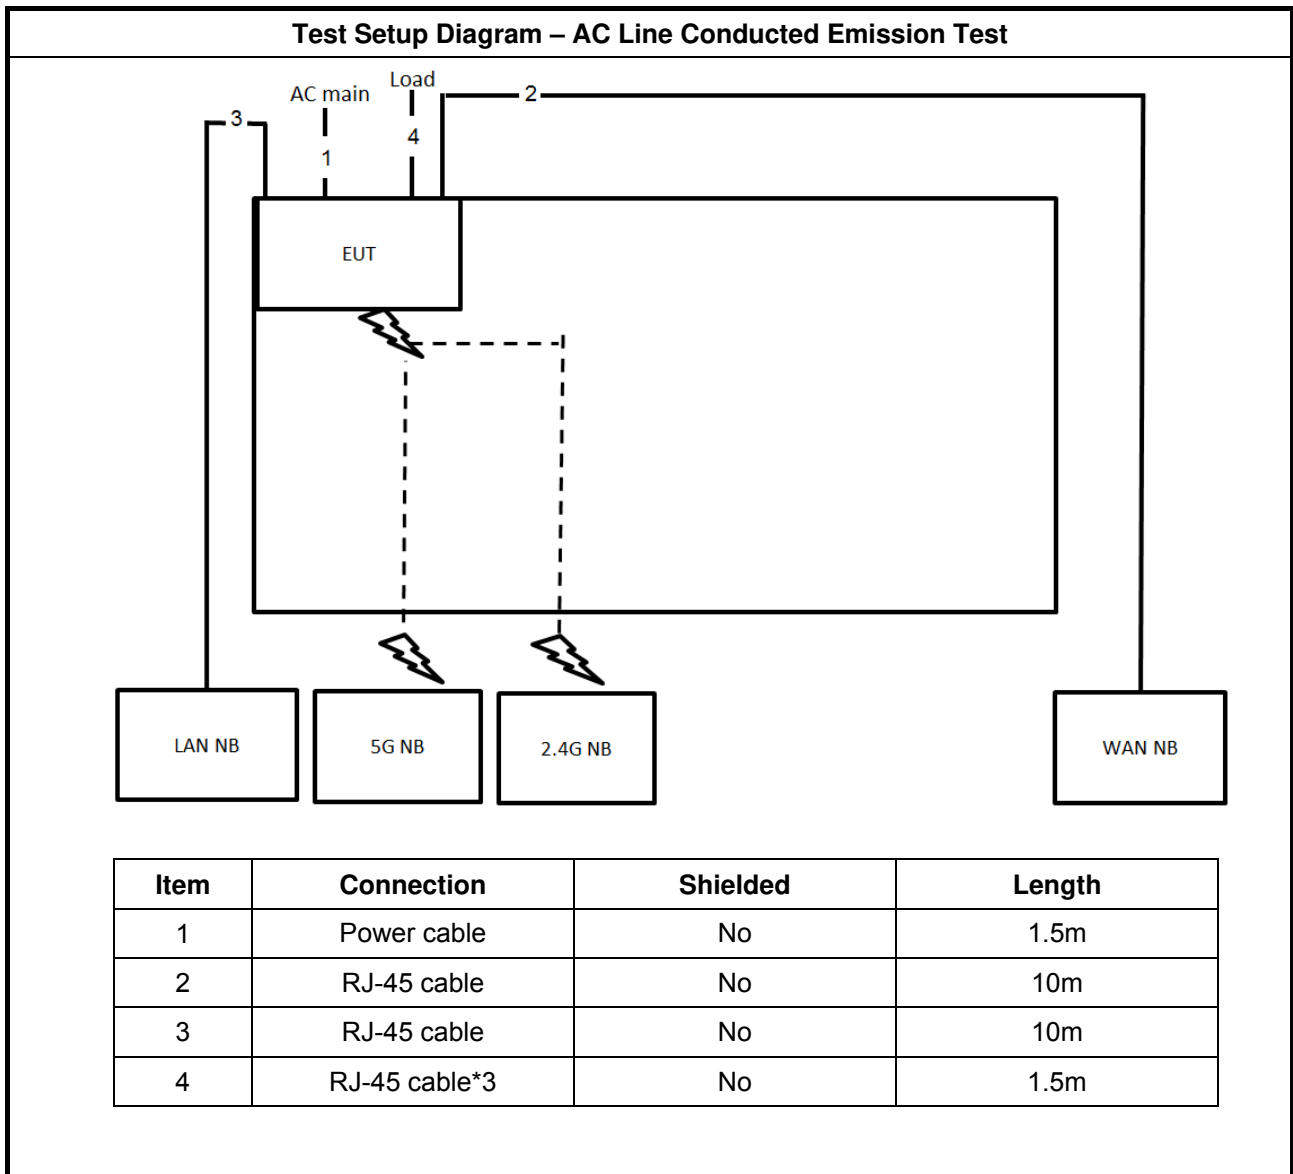 Test Setup Diagram – AC Line Conducted Emission Test
Load
AC main
2
3
4
1
EUT
LAN NB
5G NB
2.4G NB
WAN NB
Item Connection Shielded Length
1 Power cable No 1.5m
2 RJ-45 cable No 10m
3 RJ-45 cable No 10m
4 RJ-45 cable*3 No 1.5m